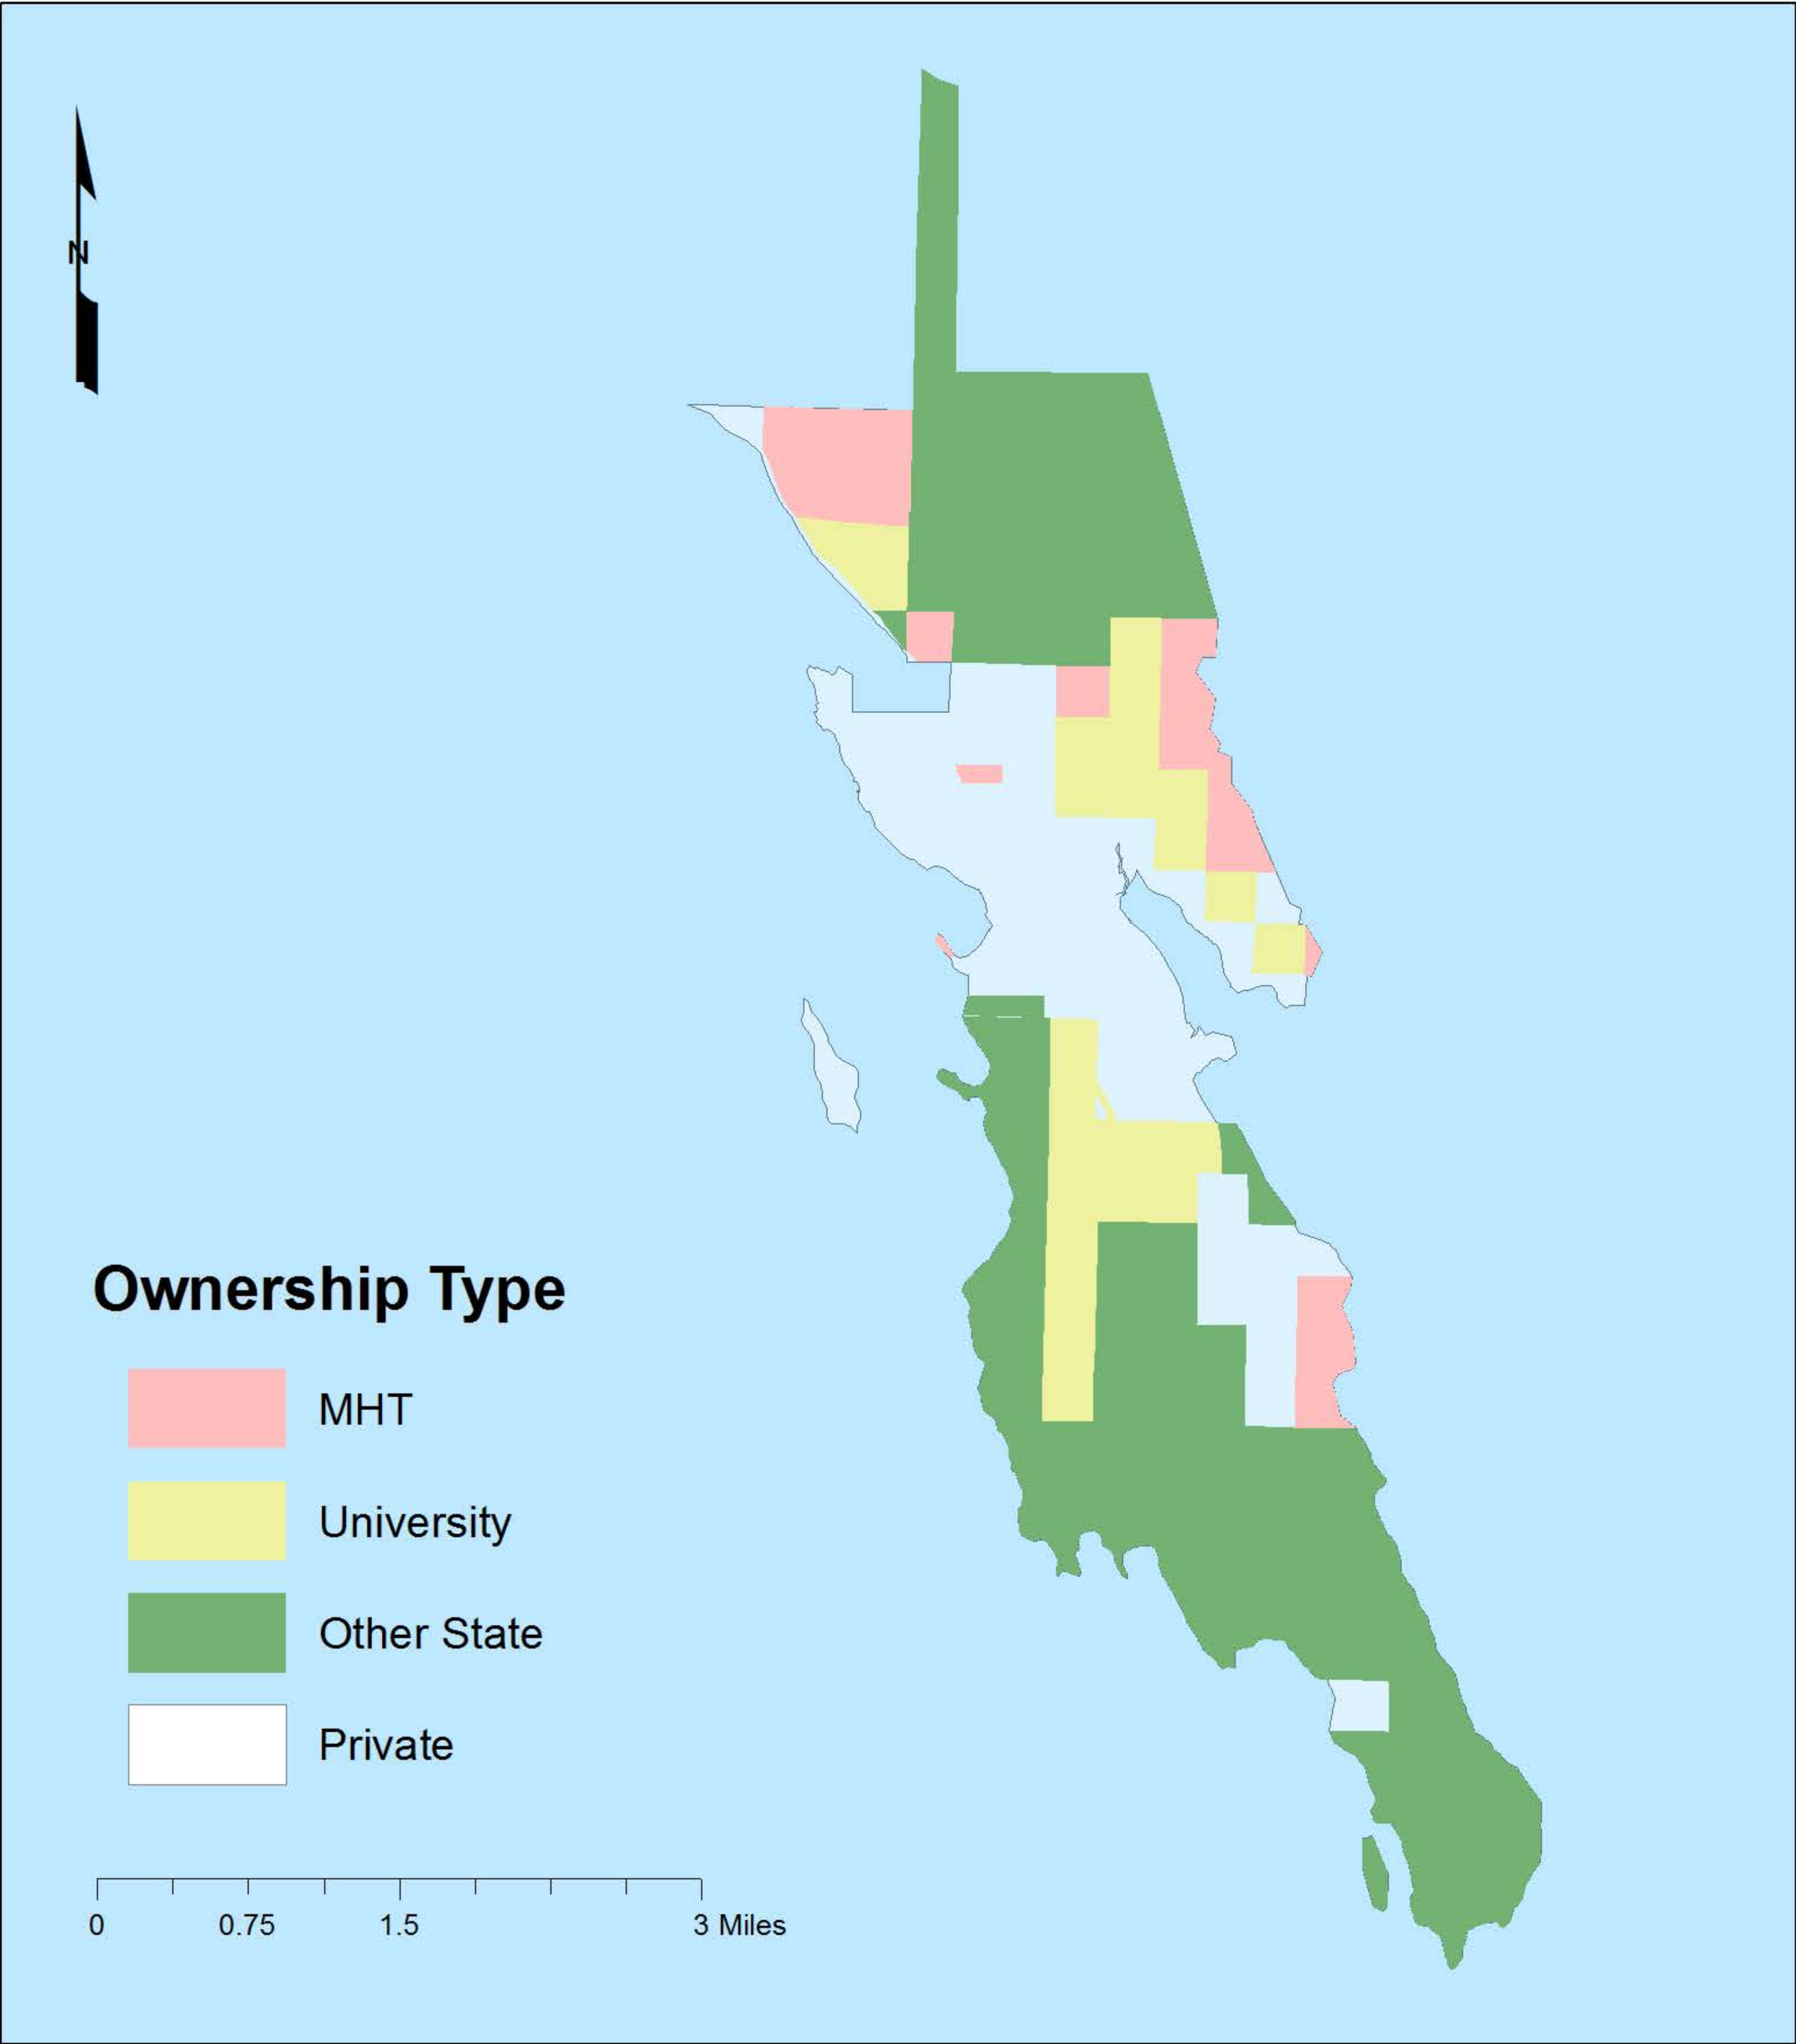 N
Ownership Type
MHT
University
Other State
Private
0 0.75 1.5 3 Miles